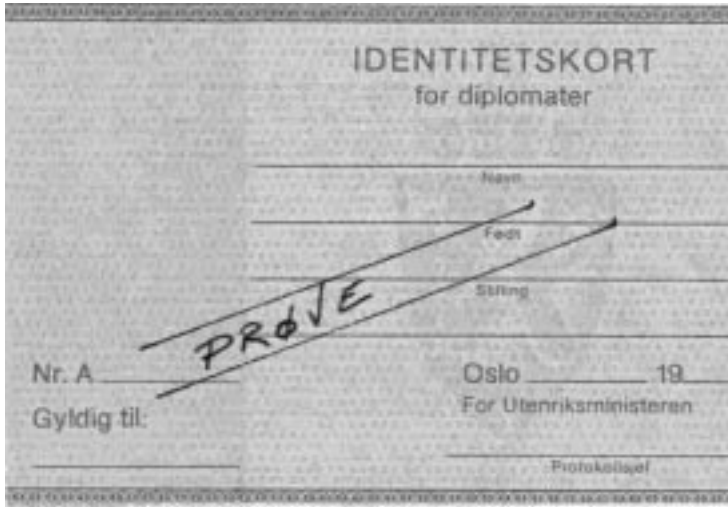 IDENTITETSKORT
for diplomater
Navn
Født
Stilling
PRØVE
Nr. A
Oslo 19
Gyldig til:
For Utenriksministeren
Protokollsjef